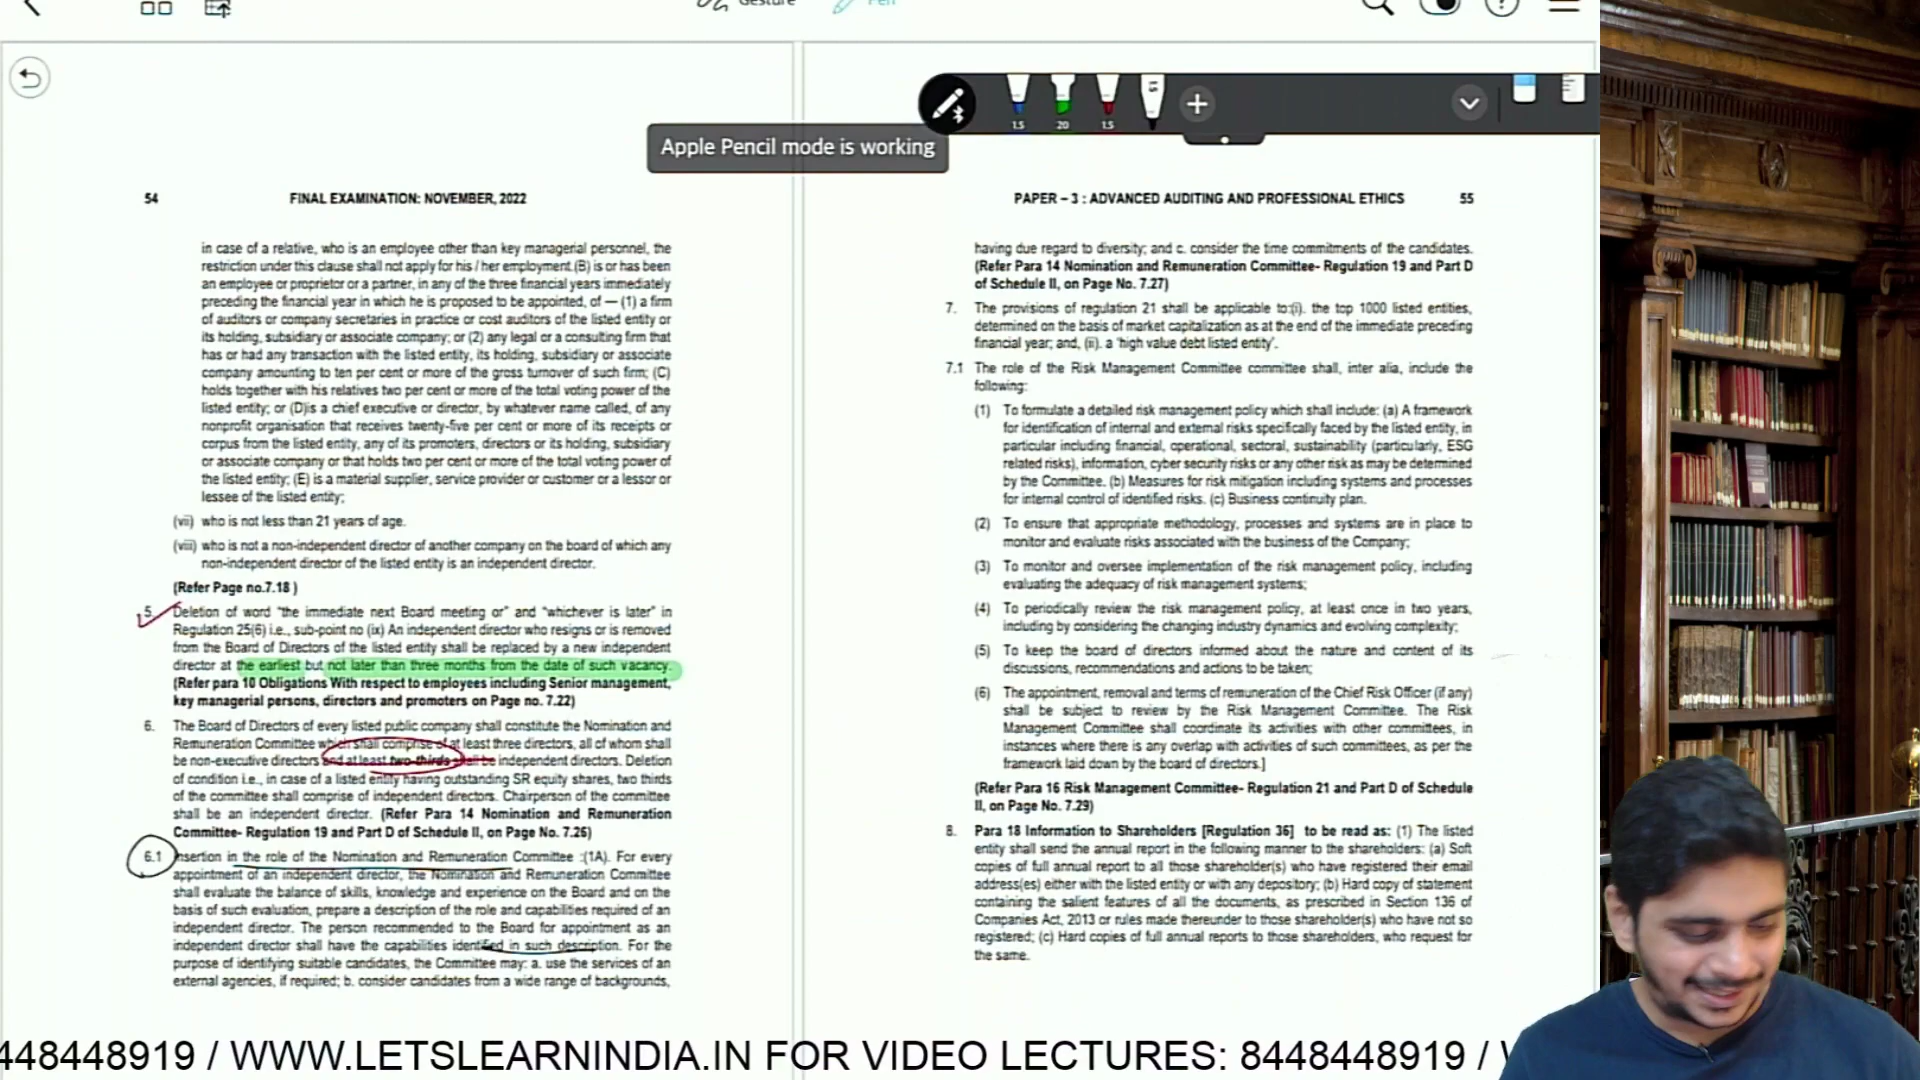 Gesture
Pen
1.5
20
1.5
1.5
Apple Pencil mode is working
54
FINAL EXAMINATION: NOVEMBER, 2022
in case of a relative, who is an employee other than key managerial personnel, the
restriction under this clause shall not apply for his / her employment.(B) is or has been
an employee or proprietor or a partner, in any of the three financial years immediately
preceding the financial year in which he is proposed to be appointed, of — (1) a firm
of auditors or company secretaries in practice or cost auditors of the listed entity or
its holding, subsidiary or associate company; or (2) any legal or a consulting firm that
has or had any transaction with the listed entity, its holding, subsidiary or associate
company amounting to ten per cent or more of the gross turnover of such firm; (C)
holds together with his relatives two per cent or more of the total voting power of the
listed entity; or (D)is a chief executive or director, by whatever name called, of any
nonprofit organisation that receives twenty-five per cent or more of its receipts or
corpus from the listed entity, any of its promoters, directors or its holding, subsidiary
or associate company or that holds two per cent or more of the total voting power of
the listed entity; (E) is a material supplier, service provider or customer or a lessor or
lessee of the listed entity;
(vii) who is not less than 21 years of age.
(viii) who is not a non-independent director of another company on the board of which any
non-independent director of the listed entity is an independent director.
(Refer Page no.7.18 )
5. Deletion of word "the immediate next Board meeting or" and "whichever is later" in
Regulation 25(6) i.e., sub-point no (ix) An independent director who resigns or is removed
from the Board of Directors of the listed entity shall be replaced by a new independent
director at the earliest but not later than three months from the date of such vacancy.
(Refer para 10 Obligations With respect to employees including Senior management,
key managerial persons, directors and promoters on Page no. 7.22)
6. The Board of Directors of every listed public company shall constitute the Nomination and
Remuneration Committee which shall comprise of at least three directors, all of whom shall
be non-executive directors and at least two-thirds shall be independent directors. Deletion
of condition i.e., in case of a listed entity having outstanding SR equity shares, two thirds
of the committee shall comprise of independent directors. Chairperson of the committee
shall be an independent director. (Refer Para 14 Nomination and Remuneration
Committee- Regulation 19 and Part D of Schedule II, on Page No. 7.26)
6.1 Insertion in the role of the Nomination and Remuneration Committee :(1A). For every
appointment of an independent director, the Nomination and Remuneration Committee
shall evaluate the balance of skills, knowledge and experience on the Board and on the
basis of such evaluation, prepare a description of the role and capabilities required of an
independent director. The person recommended to the Board for appointment as an
independent director shall have the capabilities identified in such description. For the
purpose of identifying suitable candidates, the Committee may: a. use the services of an
external agencies, if required; b. consider candidates from a wide range of backgrounds,
PAPER – 3 : ADVANCED AUDITING AND PROFESSIONAL ETHICS
55
having due regard to diversity; and c. consider the time commitments of the candidates.
(Refer Para 14 Nomination and Remuneration Committee- Regulation 19 and Part D
of Schedule II, on Page No. 7.27)
7. The provisions of regulation 21 shall be applicable to:(i). the top 1000 listed entities,
determined on the basis of market capitalization as at the end of the immediate preceding
financial year; and, (ii). a 'high value debt listed entity'.
7.1 The role of the Risk Management Committee committee shall, inter alia, include the
following:
(1) To formulate a detailed risk management policy which shall include: (a) A framework
for identification of internal and external risks specifically faced by the listed entity, in
particular including financial, operational, sectoral, sustainability (particularly, ESG
related risks), information, cyber security risks or any other risk as may be determined
by the Committee. (b) Measures for risk mitigation including systems and processes
for internal control of identified risks. (c) Business continuity plan.
(2) To ensure that appropriate methodology, processes and systems are in place to
monitor and evaluate risks associated with the business of the Company;
(3) To monitor and oversee implementation of the risk management policy, including
evaluating the adequacy of risk management systems;
(4) To periodically review the risk management policy, at least once in two years,
including by considering the changing industry dynamics and evolving complexity;
(5) To keep the board of directors informed about the nature and content of its
discussions, recommendations and actions to be taken;
(6) The appointment, removal and terms of remuneration of the Chief Risk Officer (if any)
shall be subject to review by the Risk Management Committee. The Risk
Management Committee shall coordinate its activities with other committees, in
instances where there is any overlap with activities of such committees, as per the
framework laid down by the board of directors.]
(Refer Para 16 Risk Management Committee- Regulation 21 and Part D of Schedule
II, on Page No. 7.29)
8. Para 18 Information to Shareholders [Regulation 36] to be read as: (1) The listed
entity shall send the annual report in the following manner to the shareholders: (a) Soft
copies of full annual report to all those shareholder(s) who have registered their email
address(es) either with the listed entity or with any depository; (b) Hard copy of statement
containing the salient features of all the documents, as prescribed in Section 136 of
Companies Act, 2013 or rules made thereunder to those shareholder(s) who have not so
registered; (c) Hard copies of full annual reports to those shareholders, who request for
the same.
448448919 / WWW.LETSLEARNINDIA.IN FOR VIDEO LECTURES: 8448448919 /